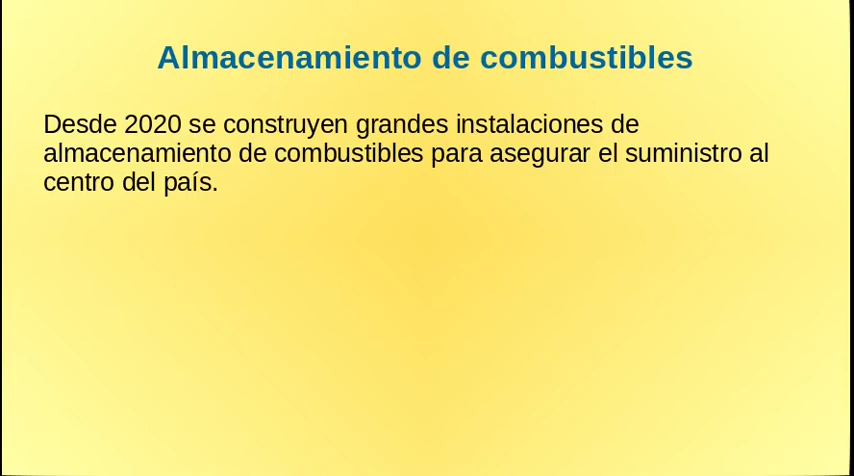 Almacenamiento de combustibles
Desde 2020 se construyen grandes instalaciones de
almacenamiento de combustibles para asegurar el suministro al
centro del país.